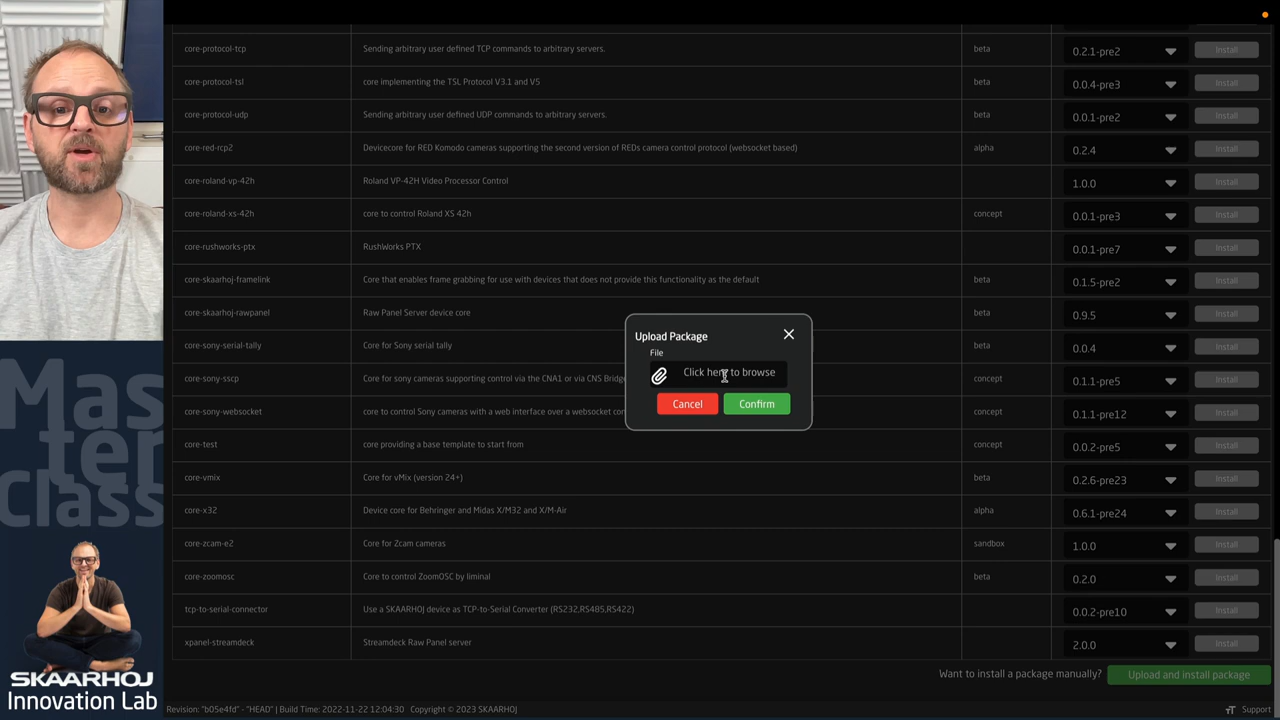 core-protocol-tcp Sending arbitrary user defined TCP commands to arbitrary servers. beta 0.2.1-pre2 Install
core-protocol-tsl core implementing the TSL Protocol V3.1 and V5 beta 0.0.4-pre3 Install
core-protocol-udp Sending arbitrary user defined UDP commands to arbitrary servers. beta 0.0.1-pre2 Install
core-red-rcp2 Devicecore for RED Komodo cameras supporting the second version of REDs camera control protocol (websocket based) alpha 0.2.4 Install
core-roland-vp-42h Roland VP-42H Video Processor Control 1.0.0 Install
core-roland-xs-42h core to control Roland XS 42h concept 0.0.1-pre3 Install
core-rushworks-ptx RushWorks PTX 0.0.1-pre7 Install
core-skaarhoj-framelink Core that enables frame grabbing for use with devices that does not provide this functionality as the default beta 0.1.5-pre2 Install
core-skaarhoj-rawpanel Raw Panel Server device core beta 0.9.5 Install
core-sony-serial-tally Core for Sony serial tally beta 0.0.4 Install
core-sony-sscp Core for sony cameras supporting control via the CNA1 or via CNS Bridg concept 0.1.1-pre5 Install
core-sony-websocket core to control Sony cameras with a web interface over a websocket co concept 0.1.1-pre12 Install
core-test core providing a base template to start from concept 0.0.2-pre5 Install
core-vmix Core for vMix (version 24+) beta 0.2.6-pre23 Install
core-x32 Device core for Behringer and Midas X/M32 and X/M-Air alpha 0.6.1-pre24 Install
core-zcam-e2 Core for Zcam cameras sandbox 1.0.0 Install
core-zoomosc Core to control ZoomOSC by liminal beta 0.2.0 Install
tcp-to-serial-connector Use a SKAARHOJ device as TCP-to-Serial Converter (RS232,RS485,RS422) 0.0.2-pre10 Install
xpanel-streamdeck Streamdeck Raw Panel server 2.0.0 Install
Upload Package
File
Click here to browse
Cancel Confirm
Want to install a package manually? Upload and install package
Revision: "b05e4fd" - "HEAD" | Build Time: 2022-11-22 12:04:30 Copyright © 2023 SKAARHOJ Support
Mas
ter
Class
SKAARHOJ
Innovation Lab